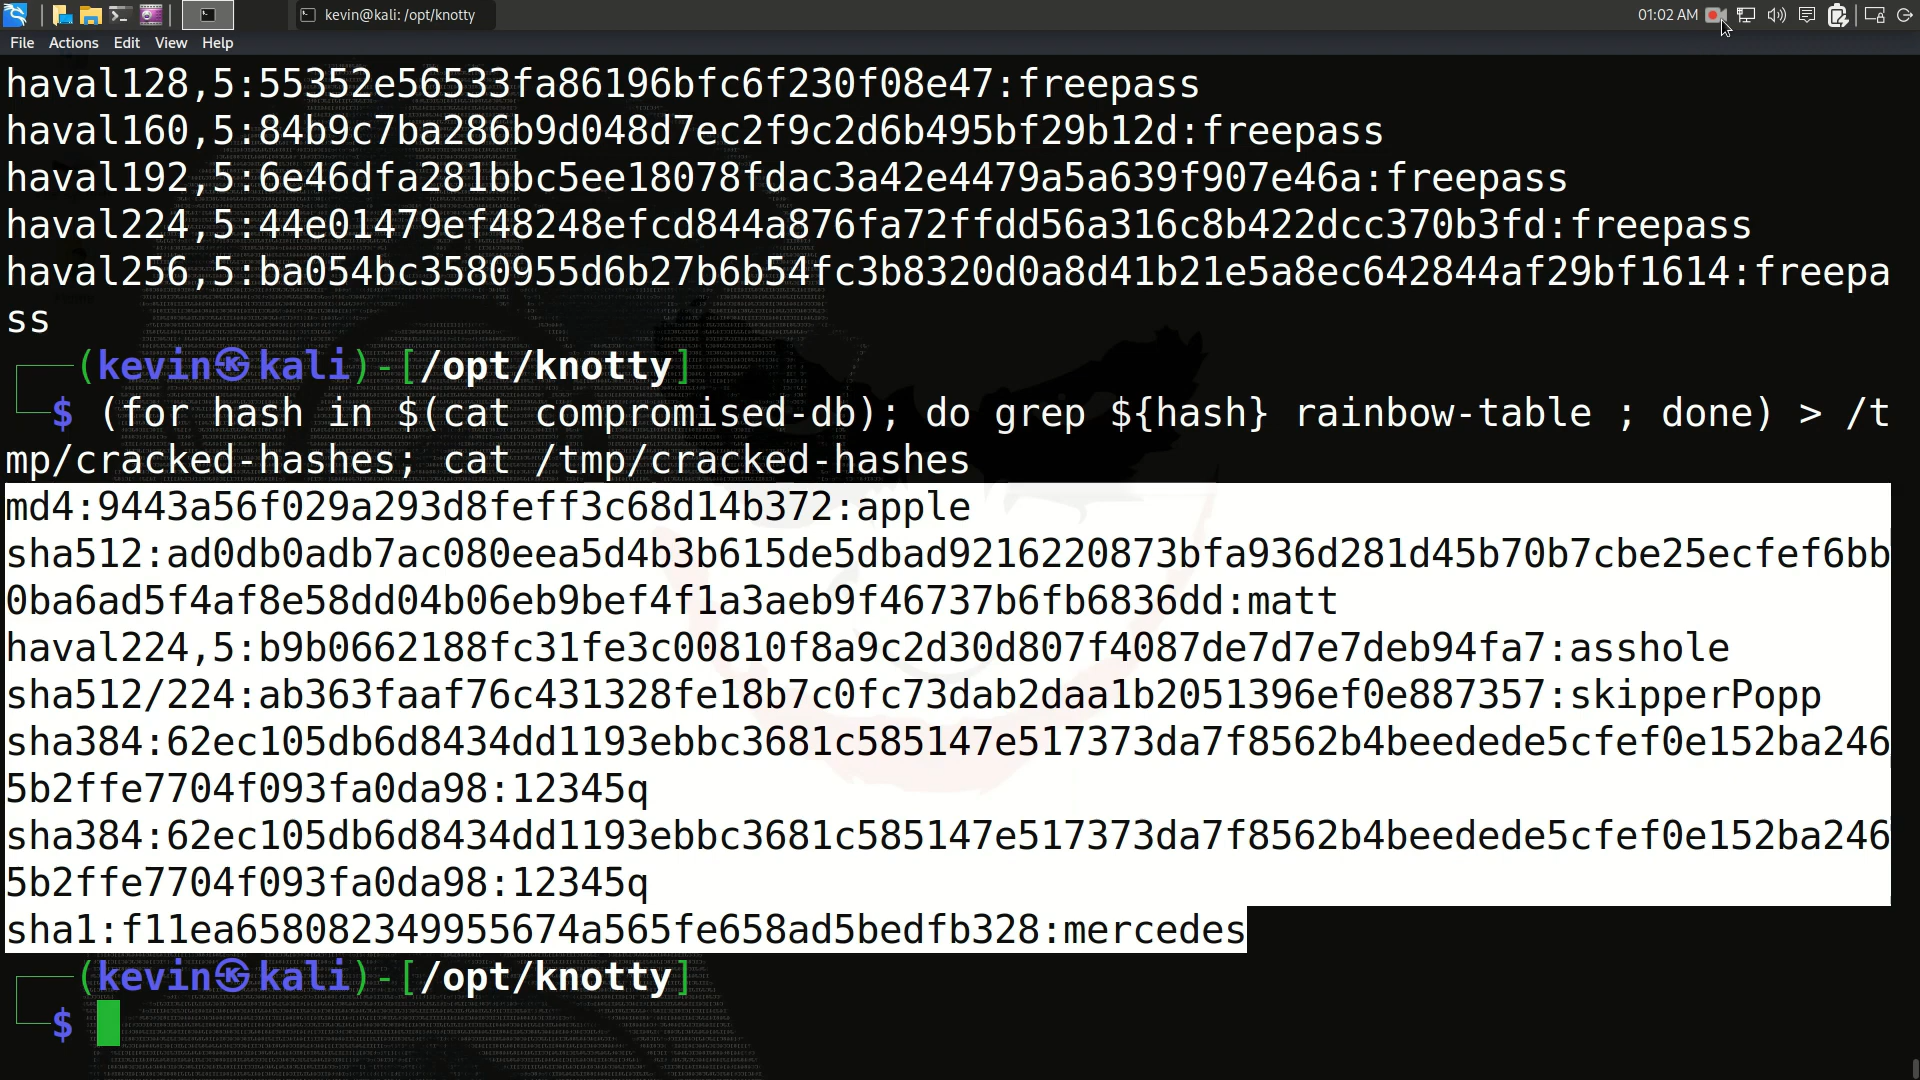 kevin@kali: /opt/knotty
01:02 AM
File Actions Edit View Help
haval128,5:55352e56533fa86196bfc6f230f08e47:freepass
haval160,5:84b9c7ba286b9d048d7ec2f9c2d6b495bf29b12d:freepass
haval192,5:6e46dfa281bbc5ee18078fdac3a42e4479a5a639f907e46a:freepass
haval224,5:44e01479ef48248efcd844a876fa72ffdd56a316c8b422dcc370b3fd:freepass
haval256,5:ba054bc3580955d6b27b6b54fc3b8320d0a8d41b21e5a8ec642844af29bf1614:freepa
ss
(kevin㉿kali)-[/opt/knotty]
$ (for hash in $(cat compromised-db); do grep ${hash} rainbow-table ; done) > /t
mp/cracked-hashes; cat /tmp/cracked-hashes
md4:9443a56f029a293d8feff3c68d14b372:apple
sha512:ad0db0adb7ac080eea5d4b3b615de5dbad9216220873bfa936d281d45b70b7cbe25ecfef6bb
0ba6ad5f4af8e58dd04b06eb9bef4f1a3aeb9f46737b6fb6836dd:matt
haval224,5:b9b0662188fc31fe3c00810f8a9c2d30d807f4087de7d7e7deb94fa7:asshole
sha512/224:ab363faaf76c431328fe18b7c0fc73dab2daa1b2051396ef0e887357:skipperPopp
sha384:62ec105db6d8434dd1193ebbc3681c585147e517373da7f8562b4beedede5cfef0e152ba246
5b2ffe7704f093fa0da98:12345q
sha384:62ec105db6d8434dd1193ebbc3681c585147e517373da7f8562b4beedede5cfef0e152ba246
5b2ffe7704f093fa0da98:12345q
sha1:f11ea658082349955674a565fe658ad5bedfb328:mercedes
(kevin㉿kali)-[/opt/knotty]
$